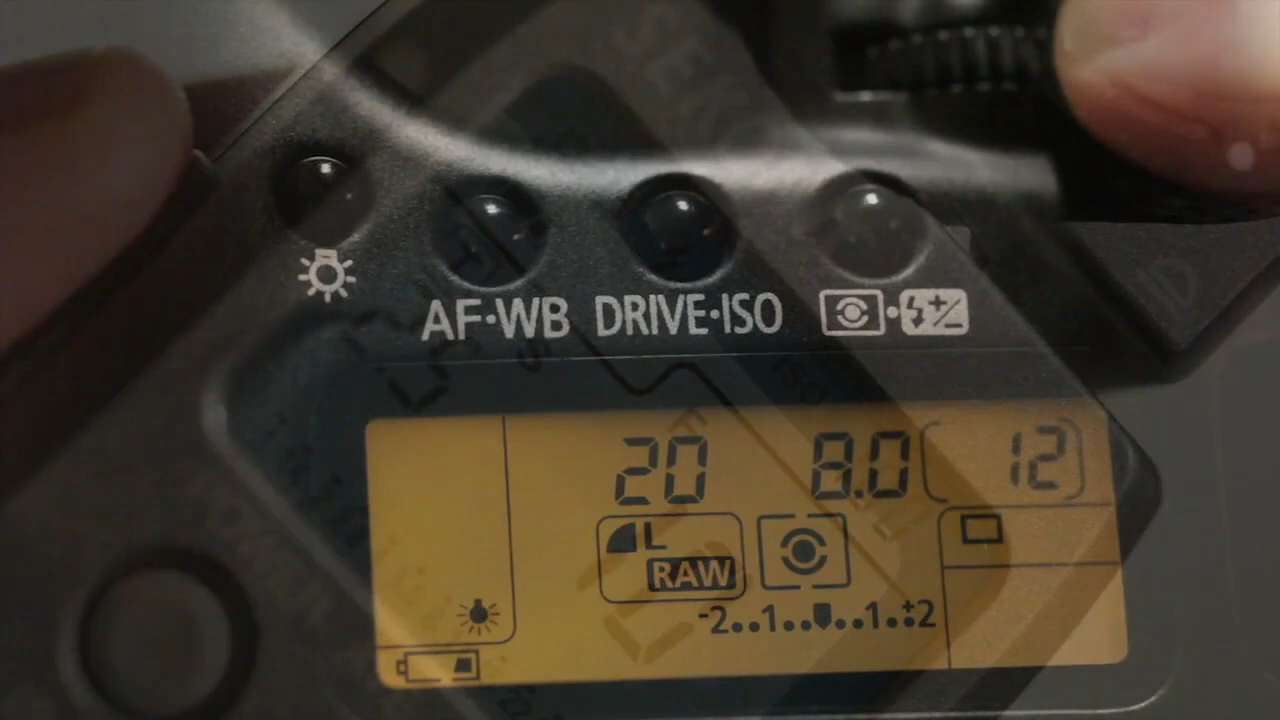 AF•WB DRIVE•ISO
20 8.0 [ 12 ]
L
RAW
-2..1..▼..1..+2